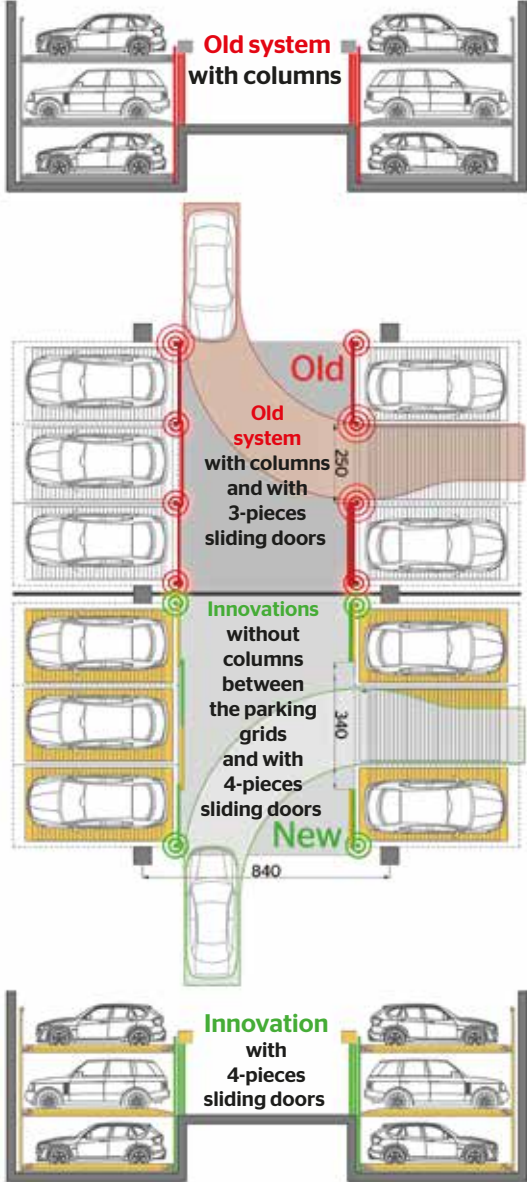 Old system
with columns
Old
Old
system
with columns
and with
3-pieces
sliding doors
250
Innovations
without
columns
between
the parking
grids
and with
4-pieces
sliding doors
340
New
840
Innovation
with
4-pieces
sliding doors